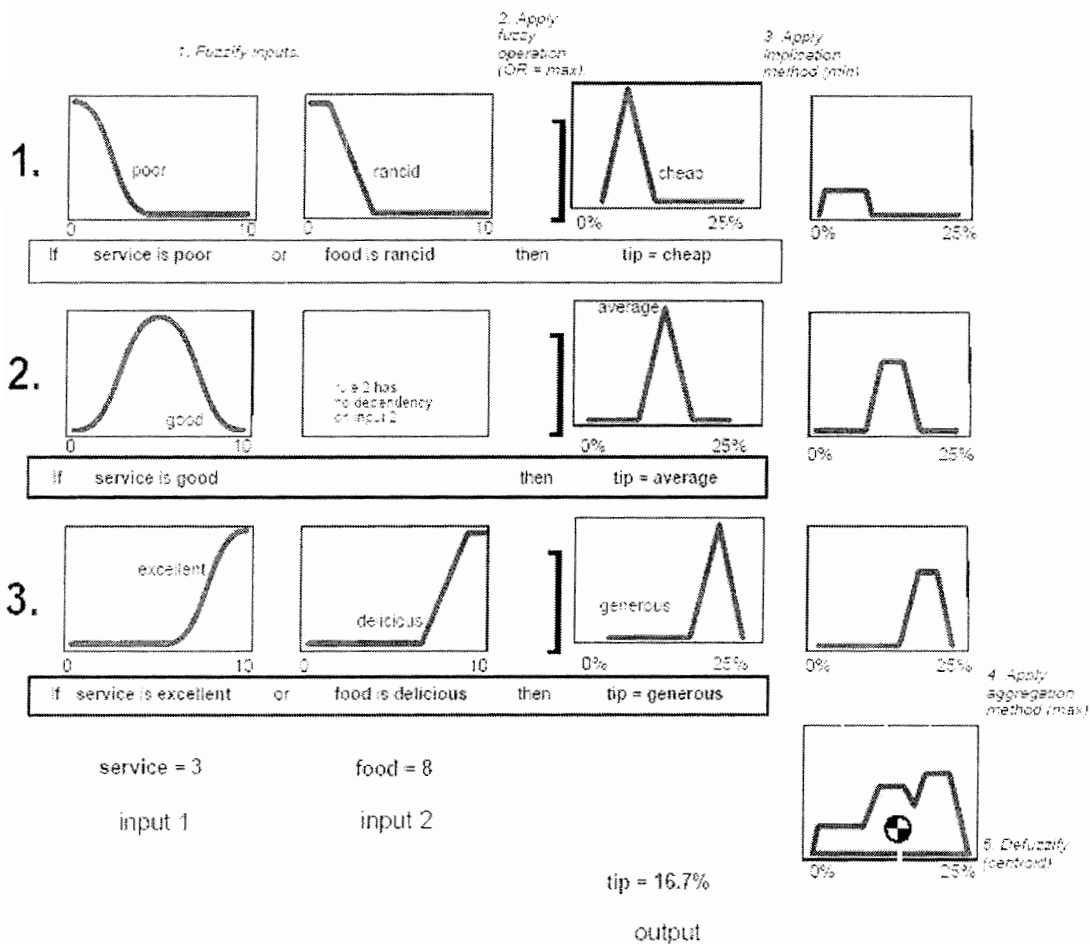 1. Fuzzify inputs.
2. Apply
fuzzy
operation
(OR = max)
3. Apply
implication
method (min)
1.
poor
0 10
rancid
0 10
cheap
0% 25%
0% 25%
If service is poor or food is rancid then tip = cheap
2.
good
0 10
rule 2 has
no dependency
on input 2
average
0% 25%
0% 25%
If service is good then tip = average
3.
excellent
0 10
delicious
0 10
generous
0% 25%
0% 25%
If service is excellent or food is delicious then tip = generous
4. Apply
aggregation
method (max)
service = 3
input 1
food = 8
input 2
0% 25%
5. Defuzzify
(centroid)
tip = 16.7%
output